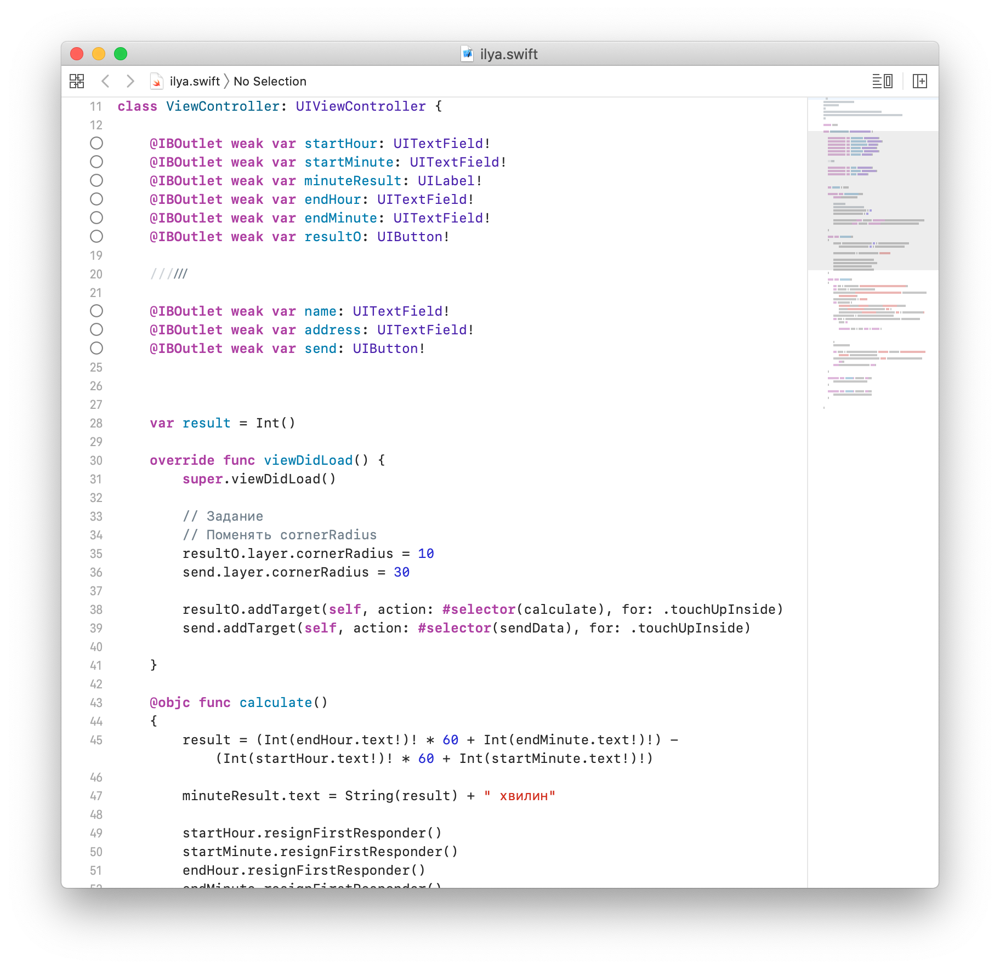 ilya.swift
ilya.swift 〉 No Selection
11 class ViewController: UIViewController {
12
@IBOutlet weak var startHour: UITextField!
@IBOutlet weak var startMinute: UITextField!
@IBOutlet weak var minuteResult: UILabel!
@IBOutlet weak var endHour: UITextField!
@IBOutlet weak var endMinute: UITextField!
@IBOutlet weak var resultO: UIButton!
19
20 //////
21
@IBOutlet weak var name: UITextField!
@IBOutlet weak var address: UITextField!
@IBOutlet weak var send: UIButton!
25
26
27
28 var result = Int()
29
30 override func viewDidLoad() {
31 super.viewDidLoad()
32
33 // Задание
34 // Поменять cornerRadius
35 resultO.layer.cornerRadius = 10
36 send.layer.cornerRadius = 30
37
38 resultO.addTarget(self, action: #selector(calculate), for: .touchUpInside)
39 send.addTarget(self, action: #selector(sendData), for: .touchUpInside)
40
41 }
42
43 @objc func calculate()
44 {
45 result = (Int(endHour.text!)! * 60 + Int(endMinute.text!)!) -
(Int(startHour.text!)! * 60 + Int(startMinute.text!)!)
46
47 minuteResult.text = String(result) + " хвилин"
48
49 startHour.resignFirstResponder()
50 startMinute.resignFirstResponder()
51 endHour.resignFirstResponder()
52 endMinute.resignFirstResponder()